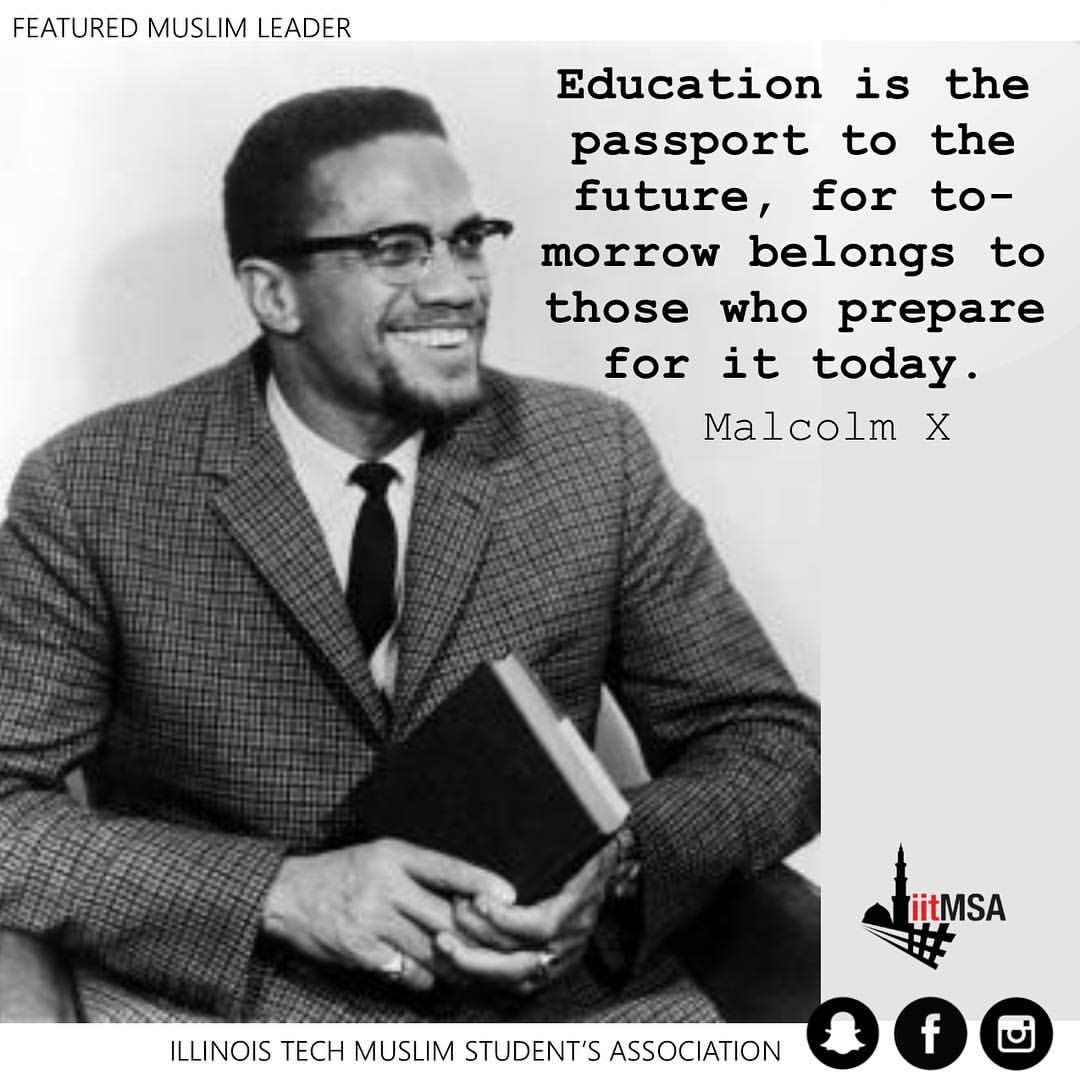 FEATURED MUSLIM LEADER
Education is the
passport to the
future, for to-
morrow belongs to
those who prepare
for it today.
Malcolm X
iitMSA
ILLINOIS TECH MUSLIM STUDENT’S ASSOCIATION
f